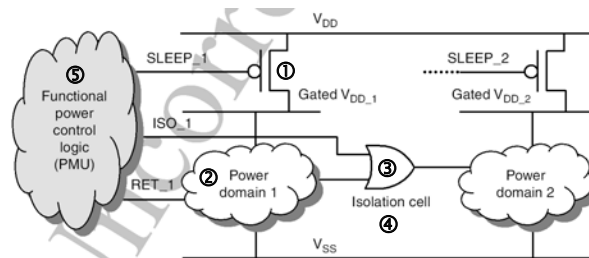 V_DD
SLEEP_1
①
SLEEP_2
⑤
Functional
power
control
logic
(PMU)
Gated V_DD_1
Gated V_DD_2
ISO_1
②
Power
domain 1
③
Power
domain 2
RET_1
Isolation cell
④
V_SS